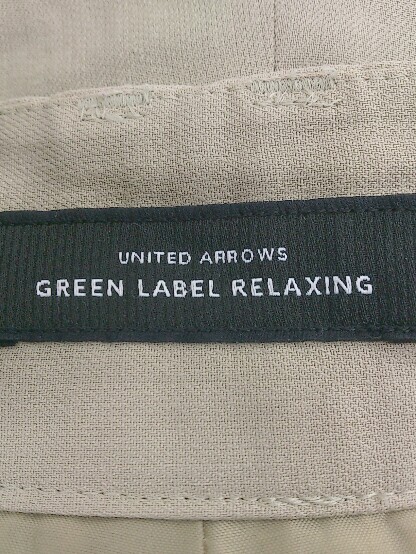 UNITED ARROWS
GREEN LABEL RELAXING